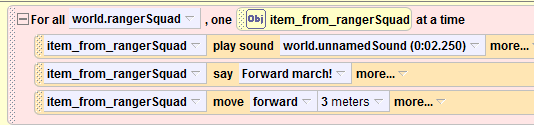 For all world.rangerSquad , one Obj item_from_rangerSquad at a time
item_from_rangerSquad play sound world.unnamedSound (0:02.250) more...
item_from_rangerSquad say Forward march! more...
item_from_rangerSquad move forward 3 meters more...